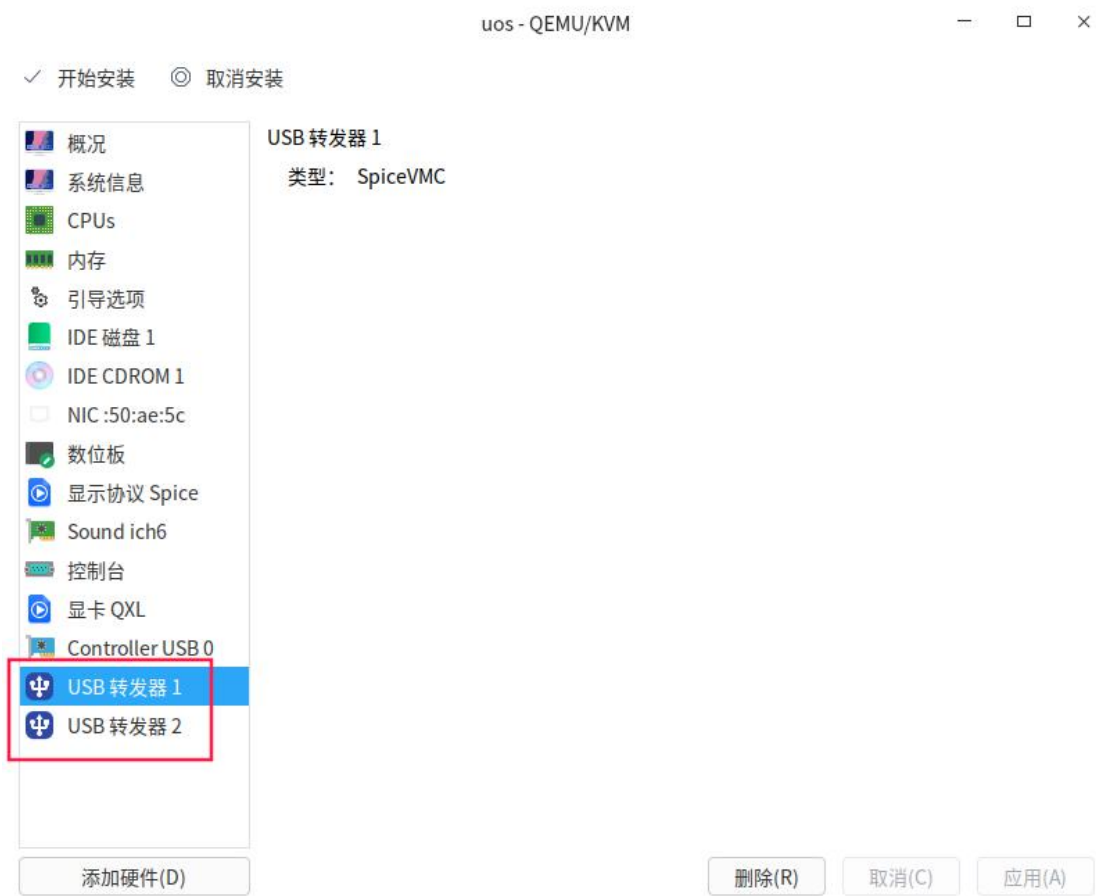 uos - QEMU/KVM
开始安装 取消安装
概况
系统信息
CPUs
内存
引导选项
IDE 磁盘 1
IDE CDROM 1
NIC :50:ae:5c
数位板
显示协议 Spice
Sound ich6
控制台
显卡 QXL
Controller USB 0
USB 转发器 1
USB 转发器 2
添加硬件(D)
USB 转发器 1
类型: SpiceVMC
删除(R) 取消(C) 应用(A)